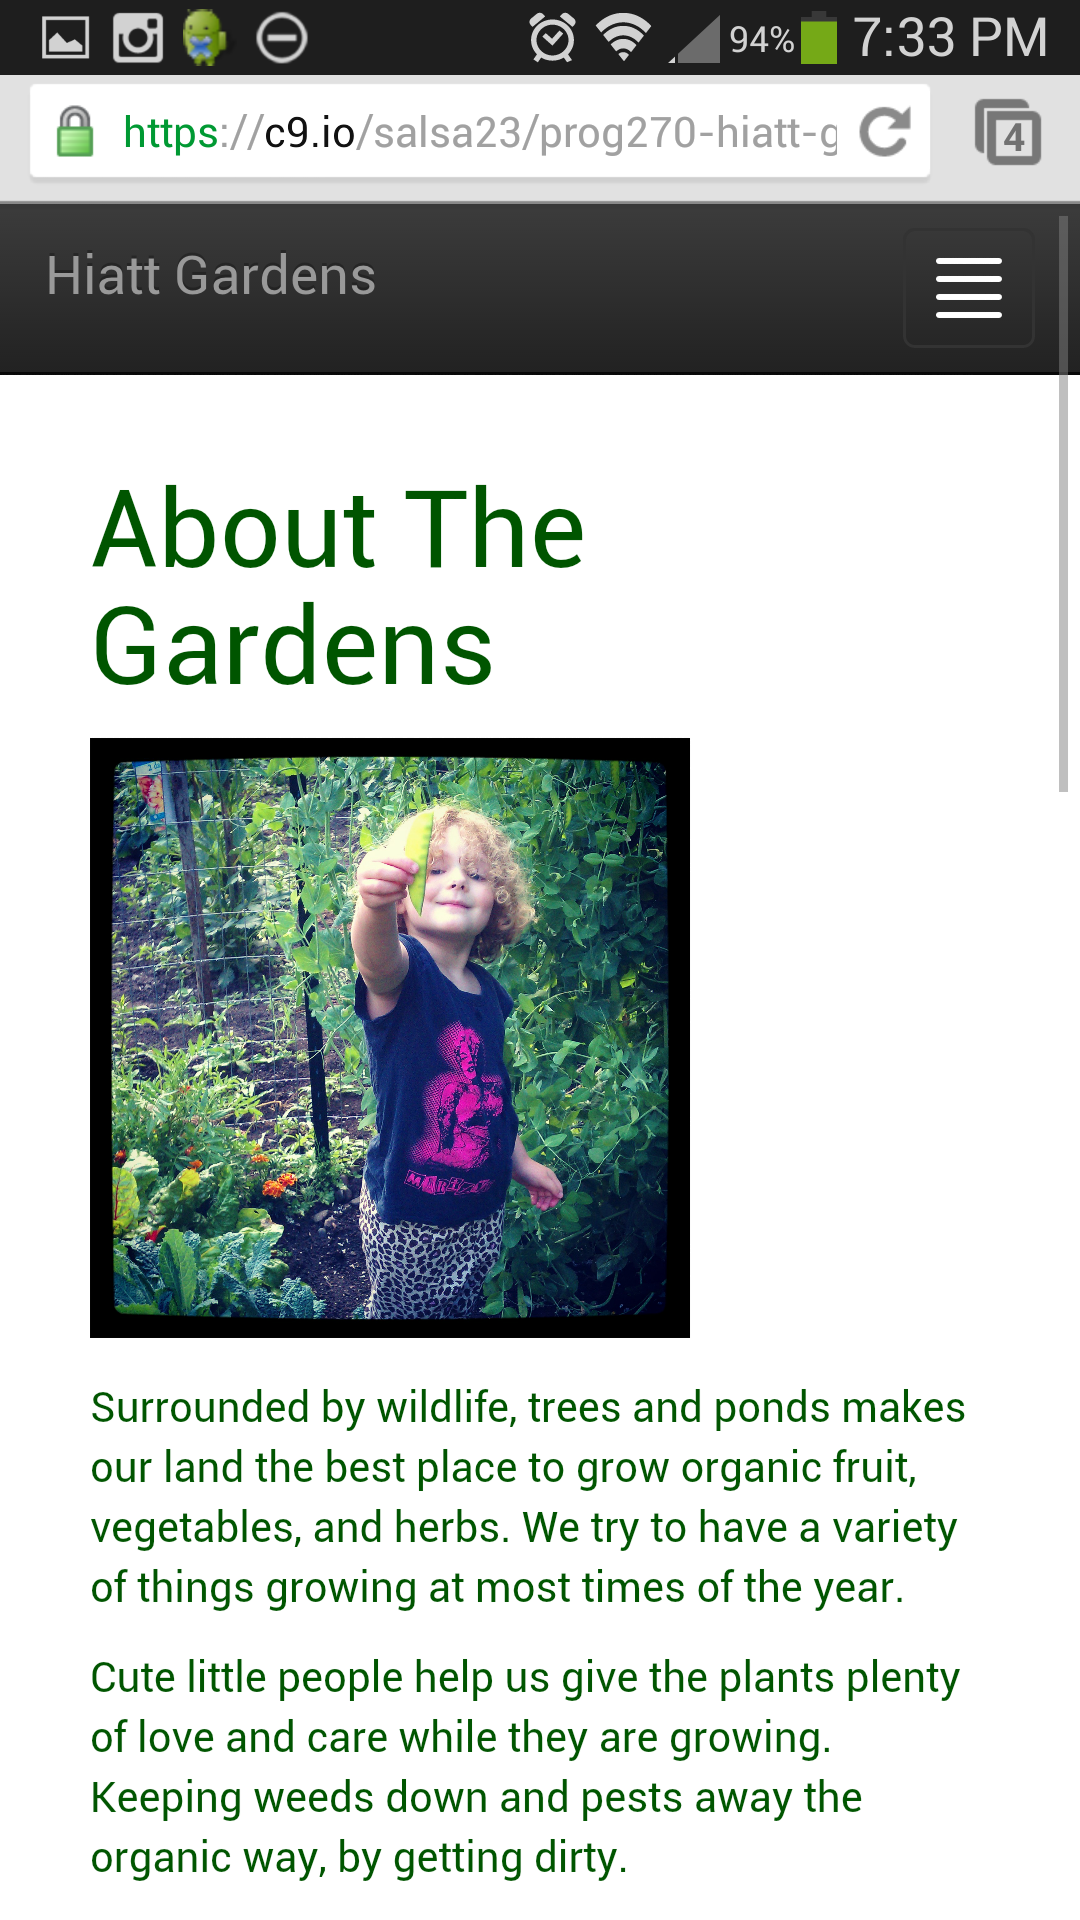 94% 7:33 PM
https://c9.io/salsa23/prog270-hiatt-g
4
Hiatt Gardens
About The
Gardens
Surrounded by wildlife, trees and ponds makes
our land the best place to grow organic fruit,
vegetables, and herbs. We try to have a variety
of things growing at most times of the year.
Cute little people help us give the plants plenty
of love and care while they are growing.
Keeping weeds down and pests away the
organic way, by getting dirty.